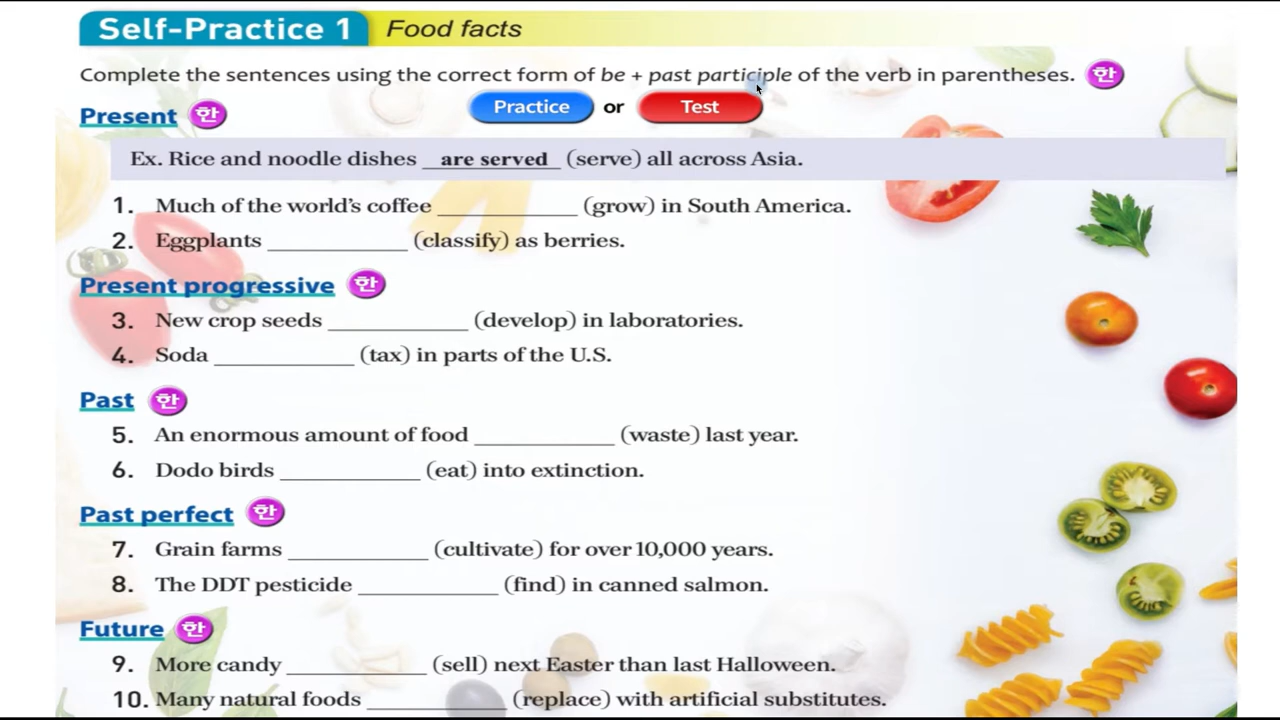 Self-Practice 1 Food facts
Complete the sentences using the correct form of be + past participle of the verb in parentheses. 한
Practice or Test
Present 한
Ex. Rice and noodle dishes __are served__ (serve) all across Asia.
1. Much of the world's coffee ____________ (grow) in South America.
2. Eggplants ____________ (classify) as berries.
Present progressive 한
3. New crop seeds ____________ (develop) in laboratories.
4. Soda ____________ (tax) in parts of the U.S.
Past 한
5. An enormous amount of food ____________ (waste) last year.
6. Dodo birds ____________ (eat) into extinction.
Past perfect 한
7. Grain farms ____________ (cultivate) for over 10,000 years.
8. The DDT pesticide ____________ (find) in canned salmon.
Future 한
9. More candy ____________ (sell) next Easter than last Halloween.
10. Many natural foods ____________ (replace) with artificial substitutes.